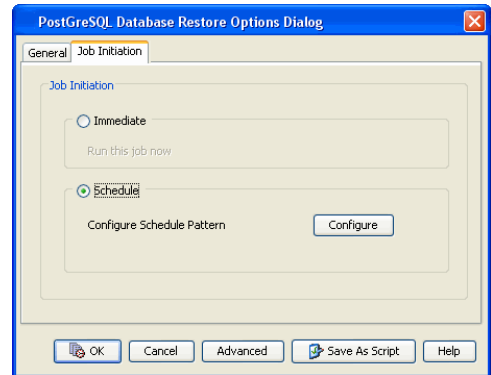 PostGreSQL Database Restore Options Dialog
General Job Initiation
Job Initiation
Immediate
Run this job now
Schedule
Configure Schedule Pattern Configure
OK Cancel Advanced Save As Script Help